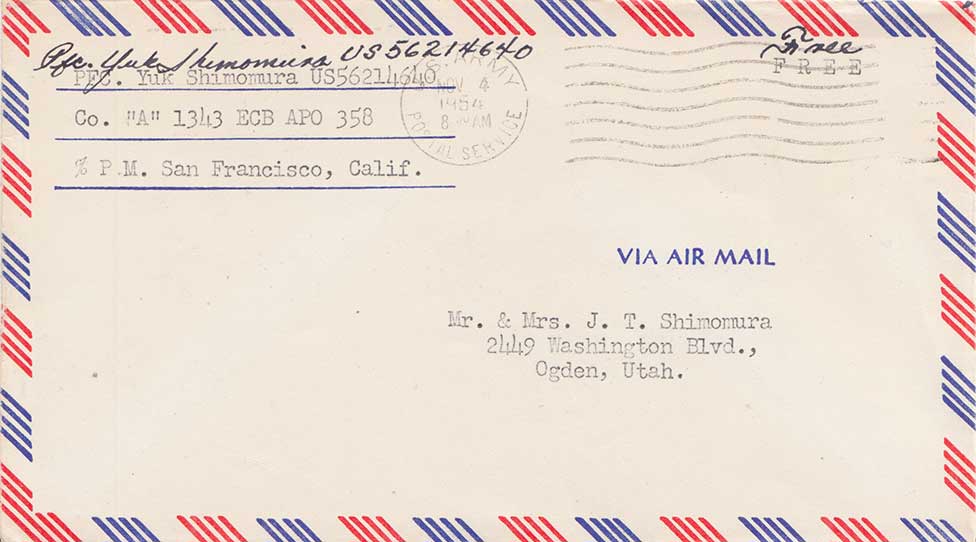 Pfc. Yuk Shimomura US56214640
PFC. Yuk Shimomura US56214640
Co. "A" 1343 ECB APO 358
℅ P.M. San Francisco, Calif.
U.S. ARMY
NOV 4
1954
8 AM
POSTAL SERVICE
Free
FREE
VIA AIR MAIL
Mr. & Mrs. J. T. Shimomura
2449 Washington Blvd.,
Ogden, Utah.